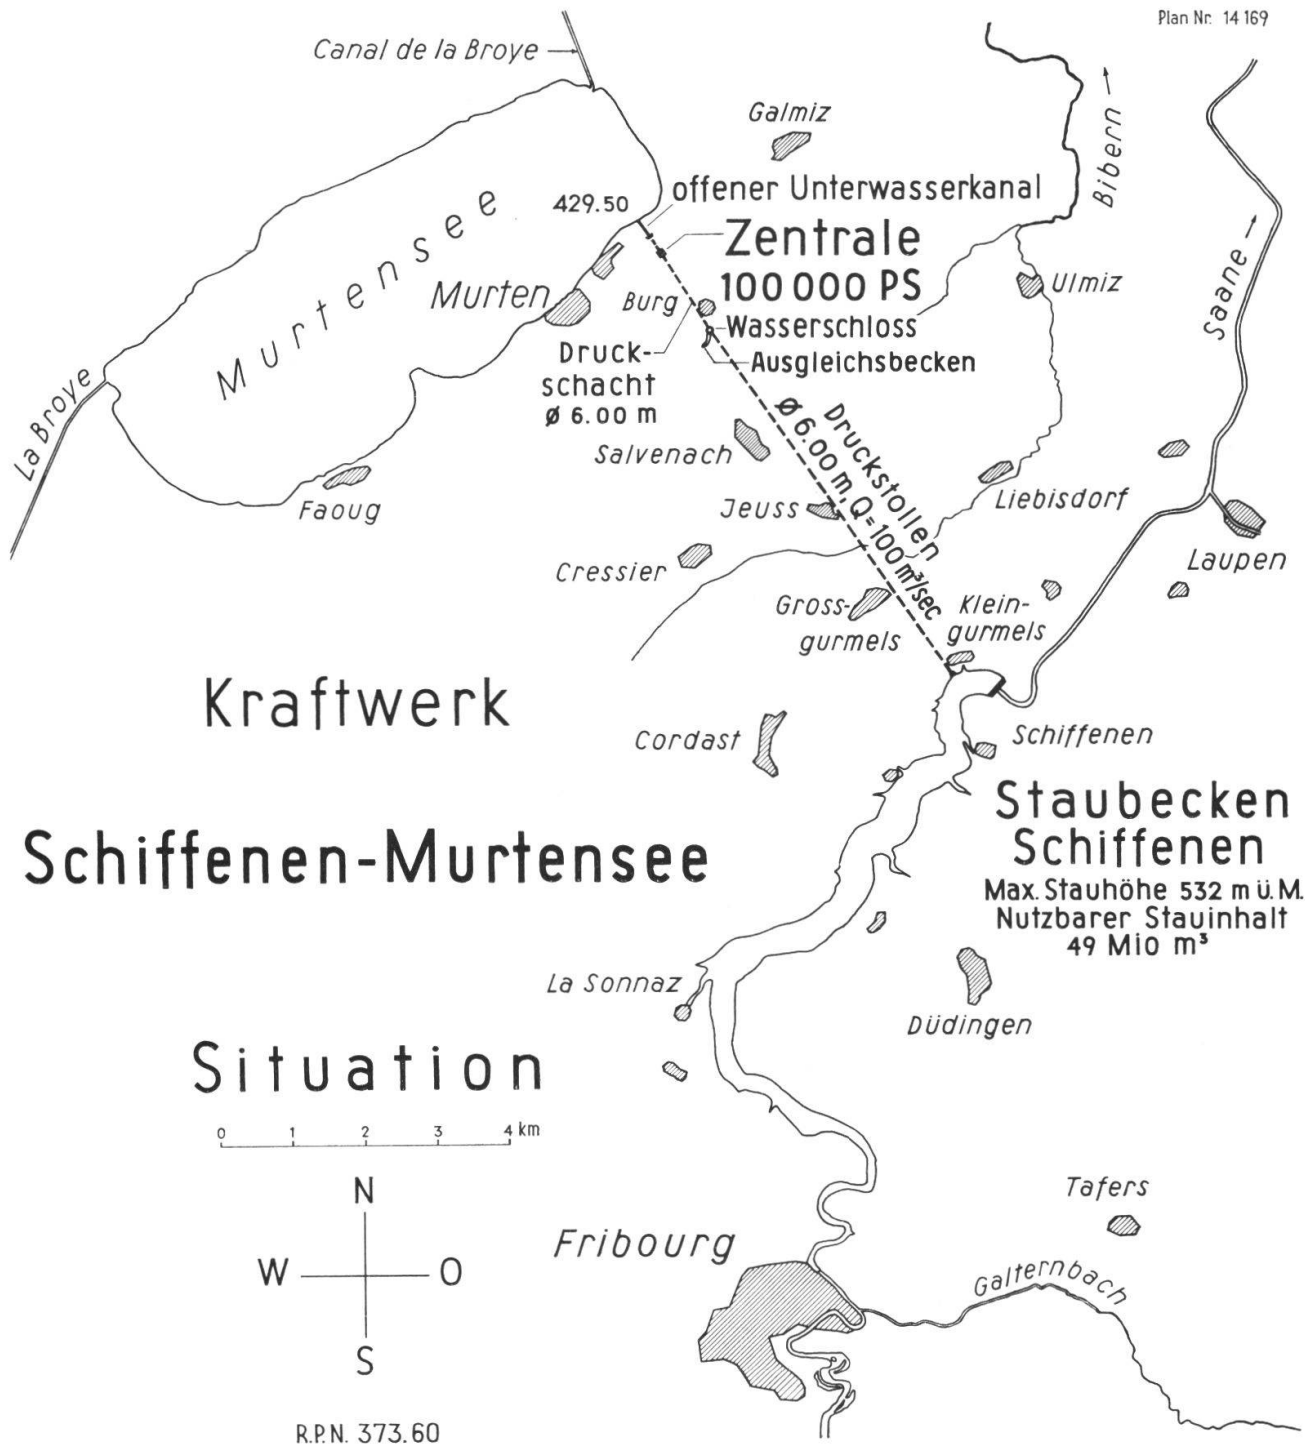 Plan Nr. 14 169
Canal de la Broye
Galmiz
Bibern
offener Unterwasserkanal
429.50
Murtensee
Zentrale
100 000 PS
Saane
Murten
Burg
Ulmiz
Wasserschloss
Druck-
schacht
Ø 6.00 m
Ausgleichsbecken
La Broye
Druckstollen
Ø 6.00 m, Q = 100 m³/sec
Salvenach
Faoug
Jeuss
Liebisdorf
Cressier
Laupen
Gross-
gurmels
Klein-
gurmels
Kraftwerk
Cordast
Schiffenen
Schiffenen-Murtensee
Staubecken
Schiffenen
Max. Stauhöhe 532 m ü. M.
Nutzbarer Stauinhalt
49 Mio m³
La Sonnaz
Düdingen
Situation
0 1 2 3 4 km
N
W O
S
Tafers
Fribourg
Galternbach
R.P.N. 373.60